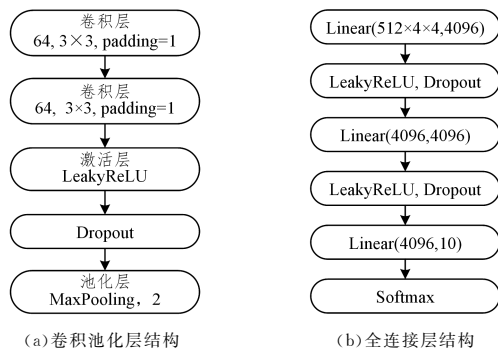 卷积层
64, 3×3, padding=1
卷积层
64, 3×3, padding=1
激活层
LeakyReLU
Dropout
池化层
MaxPooling, 2
(a)卷积池化层结构
Linear(512×4×4,4096)
LeakyReLU, Dropout
Linear(4096,4096)
LeakyReLU, Dropout
Linear(4096,10)
Softmax
(b)全连接层结构